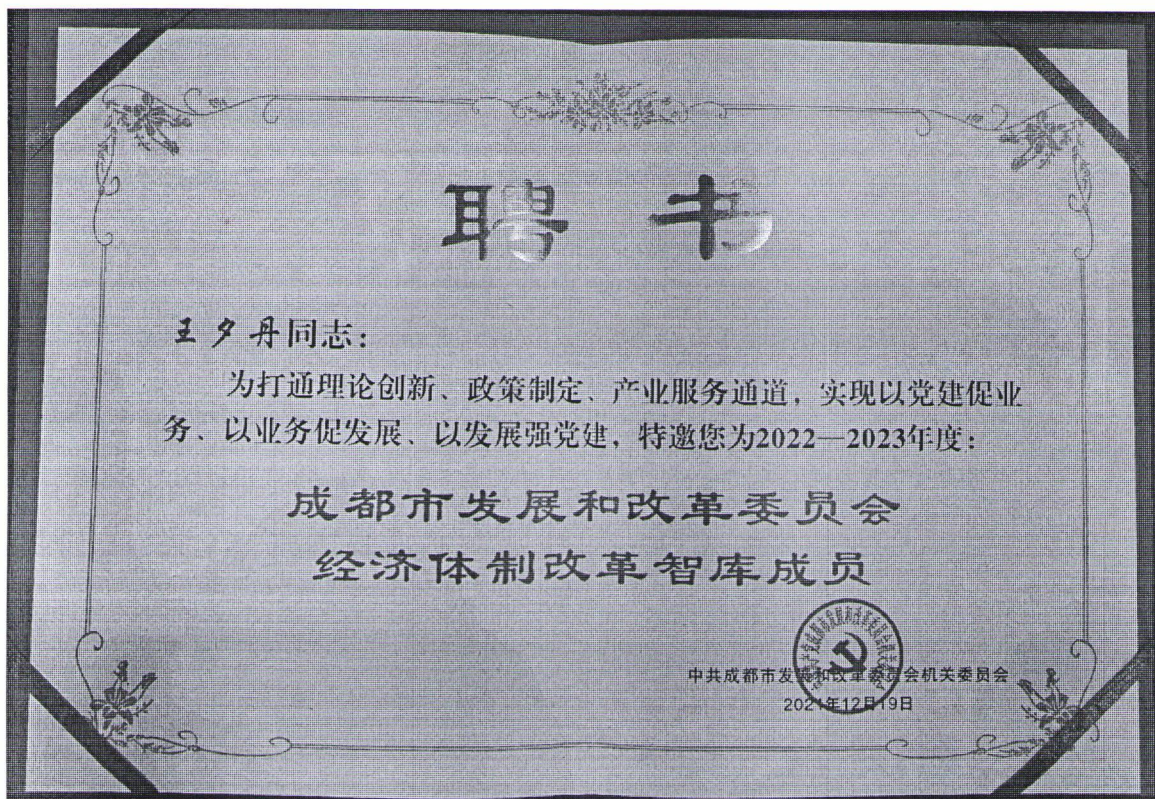 聘书
王夕丹同志：
为打通理论创新、政策制定、产业服务通道，实现以党建促业
务、以业务促发展、以发展强党建，特邀您为2022—2023年度：
成都市发展和改革委员会
经济体制改革智库成员
中共成都市发展和改革委员会机关委员会
2021年12月19日